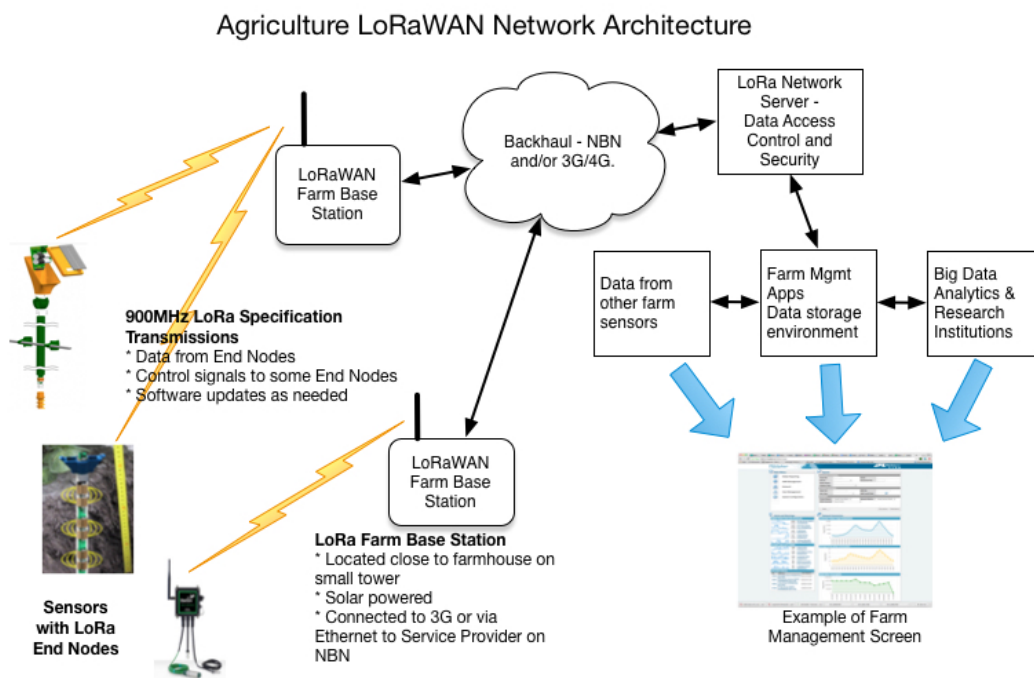 Agriculture LoRaWAN Network Architecture
LoRaWAN
Farm Base
Station
Backhaul - NBN
and/or 3G/4G.
LoRa Network
Server -
Data Access
Control and
Security
Data from
other farm
sensors
Farm Mgmt
Apps
Data storage
environment
Big Data
Analytics &
Research
Institutions
900MHz LoRa Specification
Transmissions
* Data from End Nodes
* Control signals to some End Nodes
* Software updates as needed
LoRaWAN
Farm Base
Station
LoRa Farm Base Station
* Located close to farmhouse on
small tower
* Solar powered
* Connected to 3G or via
Ethernet to Service Provider on
NBN
Sensors
with LoRa
End Nodes
Example of Farm
Management Screen